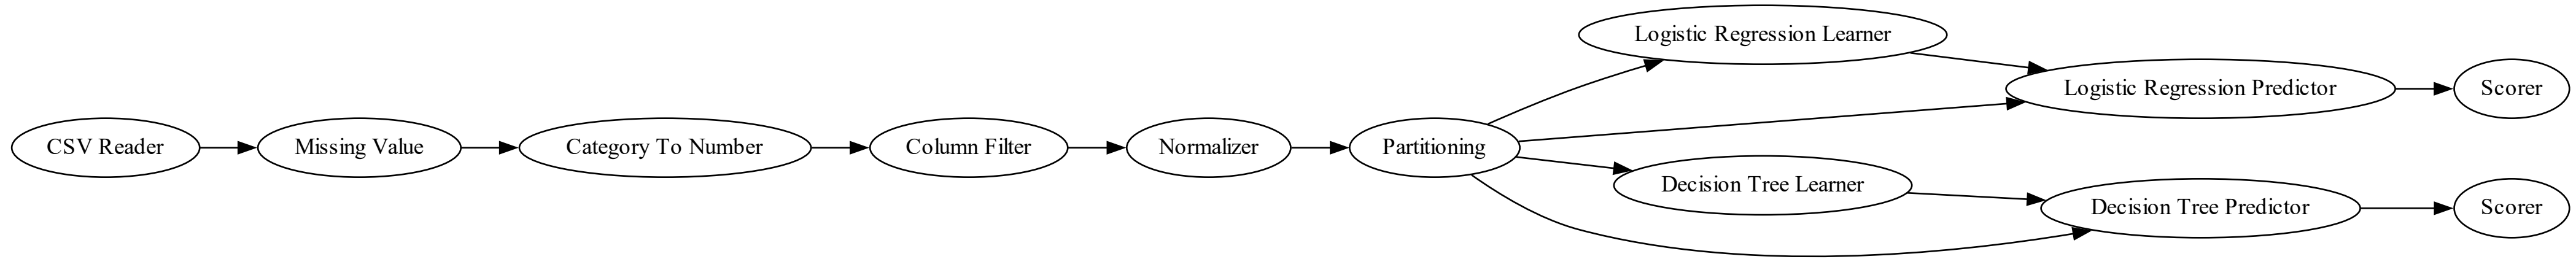 CSV Reader
Missing Value
Category To Number
Column Filter
Normalizer
Partitioning
Logistic Regression Learner
Logistic Regression Predictor
Scorer
Decision Tree Learner
Decision Tree Predictor
Scorer